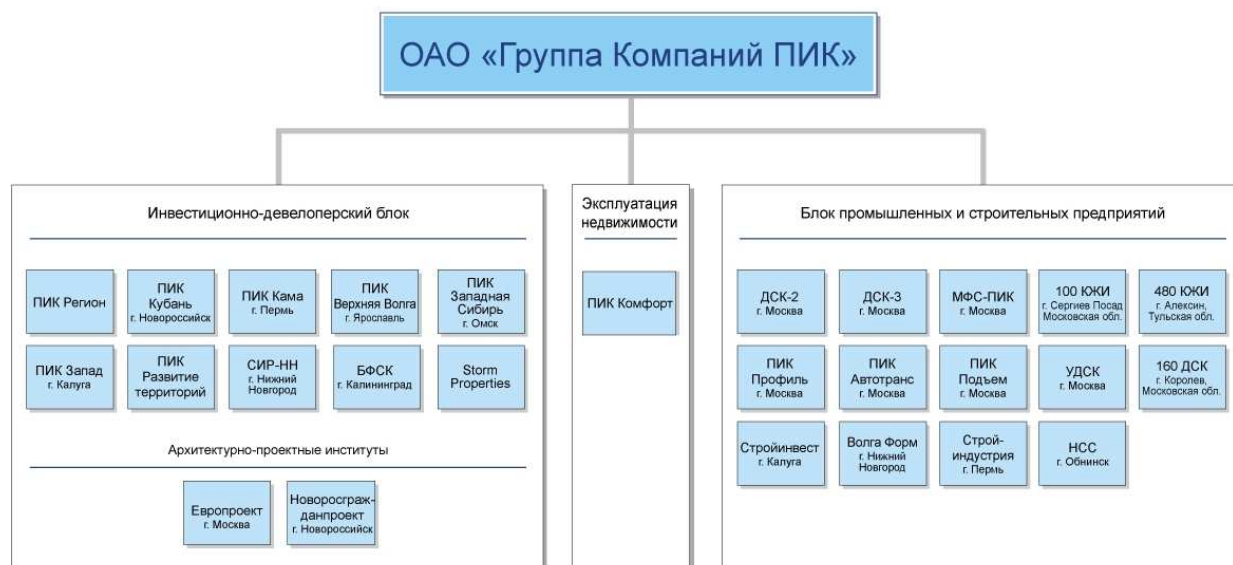 ОАО «Группа Компаний ПИК»
Инвестиционно-девелоперский блок
ПИК Регион
ПИК
Кубань
г. Новороссийск
ПИК Кама
г. Пермь
ПИК
Верхняя Волга
г. Ярославль
ПИК
Западная
Сибирь
г. Омск
ПИК Запад
г. Калуга
ПИК
Развитие
территорий
СИР-НН
г. Нижний
Новгород
БФСК
г. Калининград
Storm
Properties
Архитектурно-проектные институты
Европроект
г. Москва
Новоросграж-
данпроект
г. Новороссийск
Эксплуатация
недвижимости
ПИК Комфорт
Блок промышленных и строительных предприятий
ДСК-2
г. Москва
ДСК-3
г. Москва
МФС-ПИК
г. Москва
100 КЖИ
г. Сергиев Посад
Московская обл.
480 КЖИ
г. Алексин,
Тульская обл.
ПИК
Профиль
г. Москва
ПИК
Автотранс
г. Москва
ПИК
Подъем
г. Москва
УДСК
г. Москва
160 ДСК
г. Королев,
Московская обл.
Стройинвест
г. Калуга
Волга Форм
г. Нижний
Новгород
Строй-
индустрия
г. Пермь
НСС
г. Обнинск